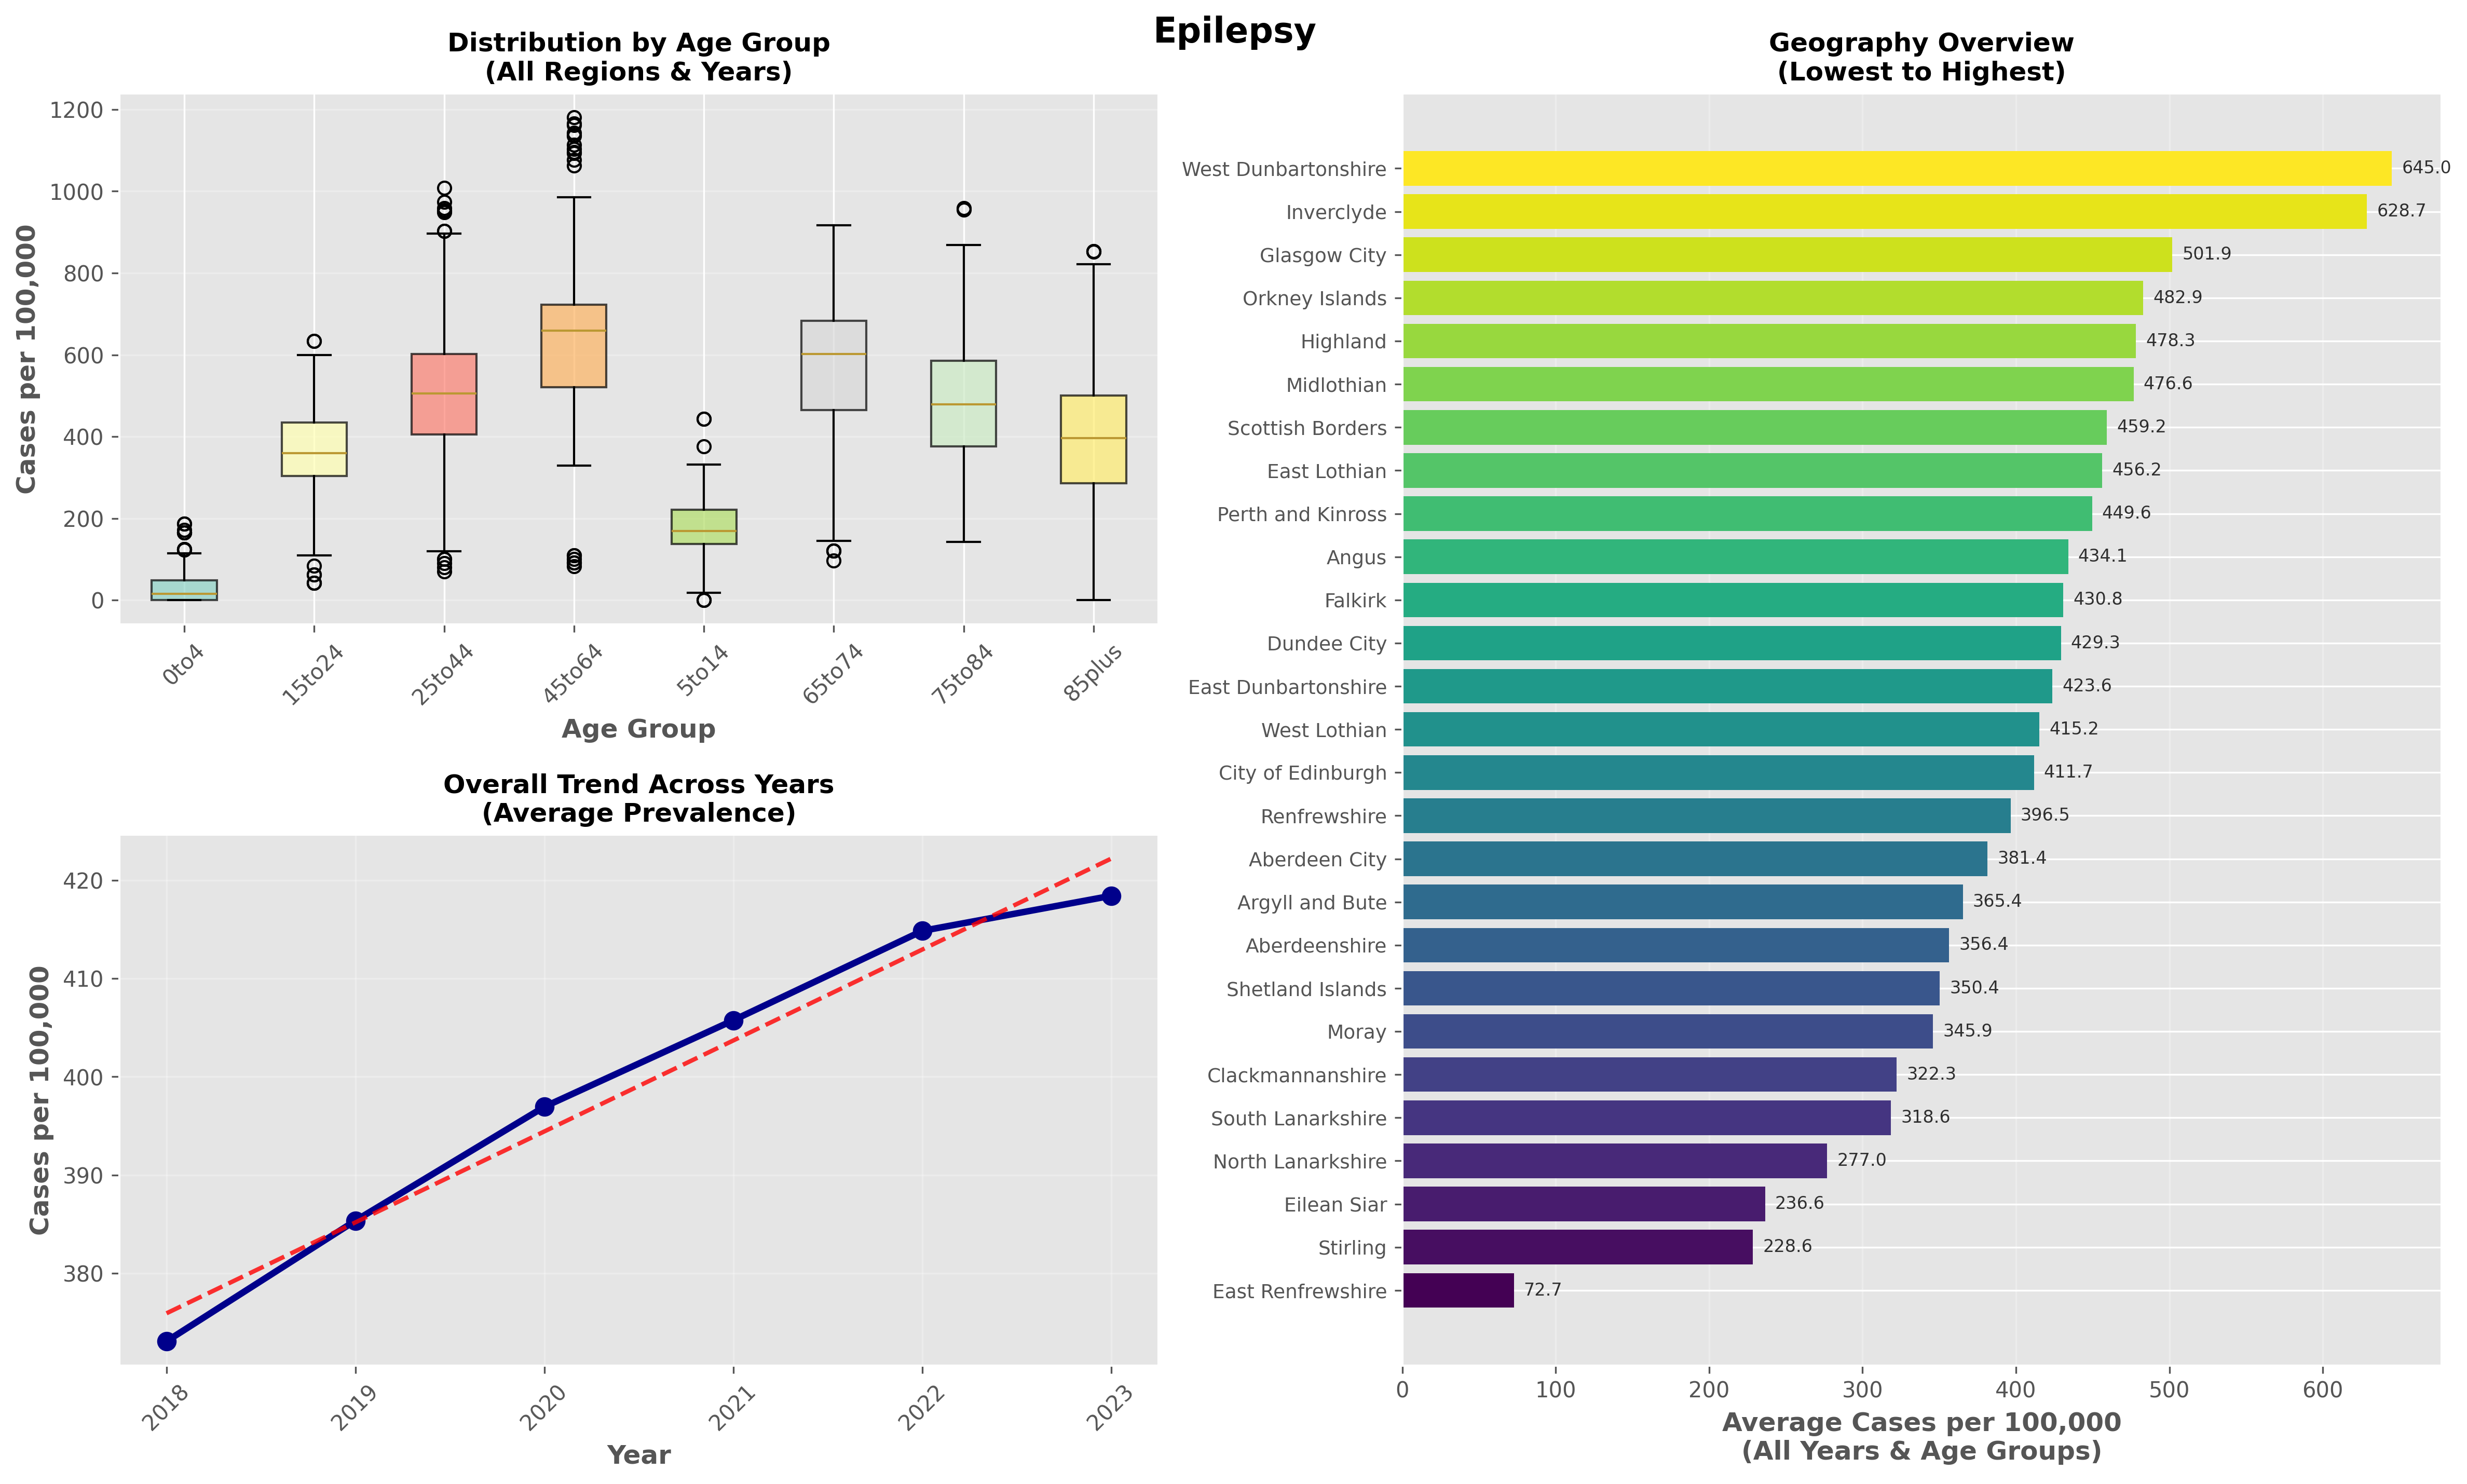 Epilepsy
Distribution by Age Group
(All Regions & Years)
Cases per 100,000
1200
1000
800
600
400
200
0
0to4
15to24
25to44
45to64
5to14
65to74
75to84
85plus
Age Group
Overall Trend Across Years
(Average Prevalence)
Cases per 100,000
420
410
400
390
380
2018
2019
2020
2021
2022
2023
Year
Geography Overview
(Lowest to Highest)
West Dunbartonshire 645.0
Inverclyde 628.7
Glasgow City 501.9
Orkney Islands 482.9
Highland 478.3
Midlothian 476.6
Scottish Borders 459.2
East Lothian 456.2
Perth and Kinross 449.6
Angus 434.1
Falkirk 430.8
Dundee City 429.3
East Dunbartonshire 423.6
West Lothian 415.2
City of Edinburgh 411.7
Renfrewshire 396.5
Aberdeen City 381.4
Argyll and Bute 365.4
Aberdeenshire 356.4
Shetland Islands 350.4
Moray 345.9
Clackmannanshire 322.3
South Lanarkshire 318.6
North Lanarkshire 277.0
Eilean Siar 236.6
Stirling 228.6
East Renfrewshire 72.7
0 100 200 300 400 500 600
Average Cases per 100,000
(All Years & Age Groups)